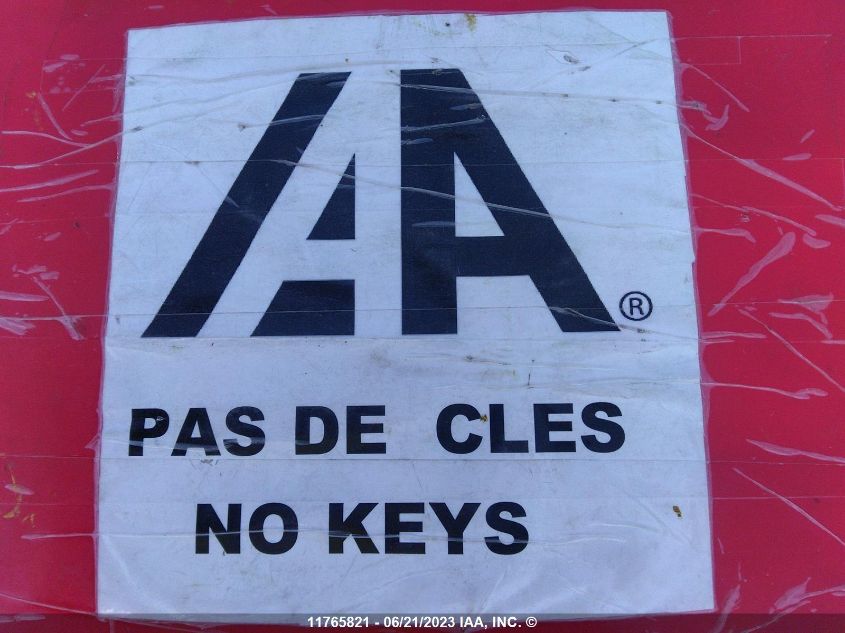 IAA ®
PAS DE CLES
NO KEYS
11765821 - 06/21/2023 IAA, INC. ©